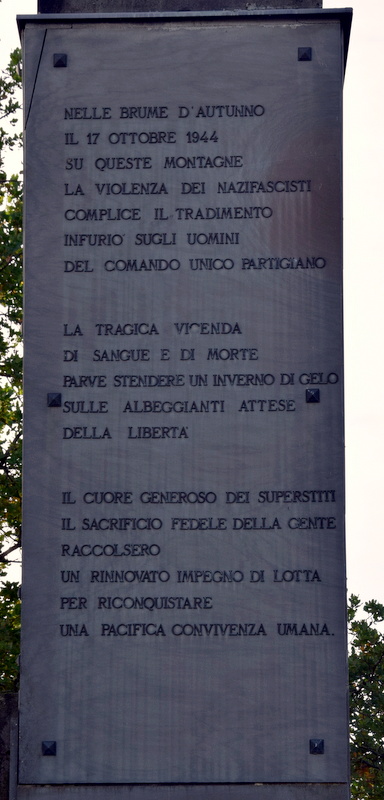 NELLE BRUME D'AUTUNNO
IL 17 OTTOBRE 1944
SU QUESTE MONTAGNE
LA VIOLENZA DEI NAZIFASCISTI
COMPLICE IL TRADIMENTO
INFURIO' SUGLI UOMINI
DEL COMANDO UNICO PARTIGIANO
LA TRAGICA VICENDA
DI SANGUE E DI MORTE
PARVE STENDERE UN INVERNO DI GELO
SULLE ALBEGGIANTI ATTESE
DELLA LIBERTA'
IL CUORE GENEROSO DEI SUPERSTITI
IL SACRIFICIO FEDELE DELLA GENTE
RACCOLSERO
UN RINNOVATO IMPEGNO DI LOTTA
PER RICONQUISTARE
UNA PACIFICA CONVIVENZA UMANA.